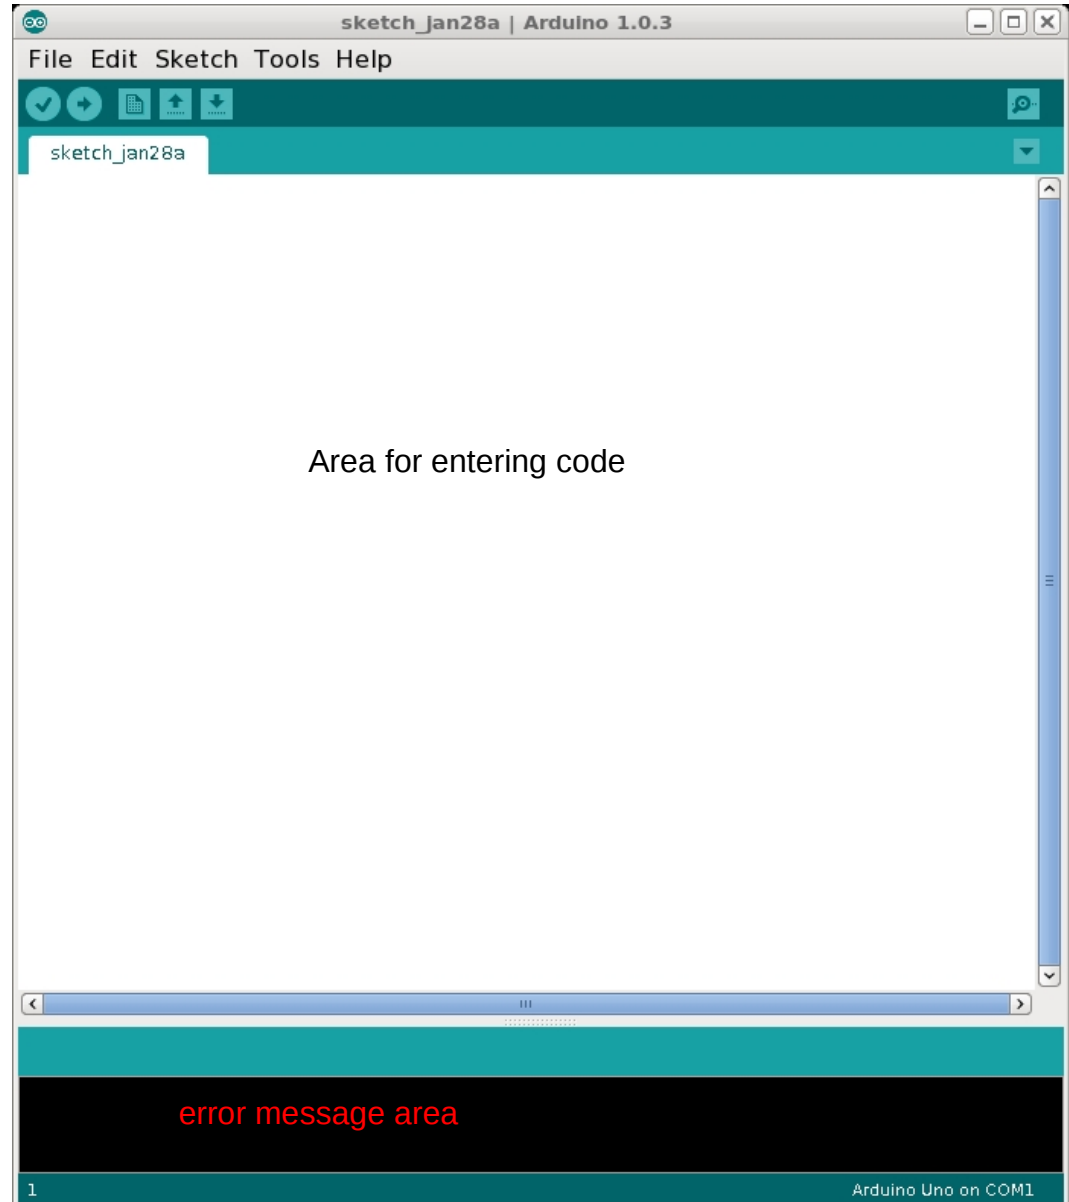 sketch_jan28a | Arduino 1.0.3
File Edit Sketch Tools Help
sketch_jan28a
Area for entering code
error message area
1
Arduino Uno on COM1